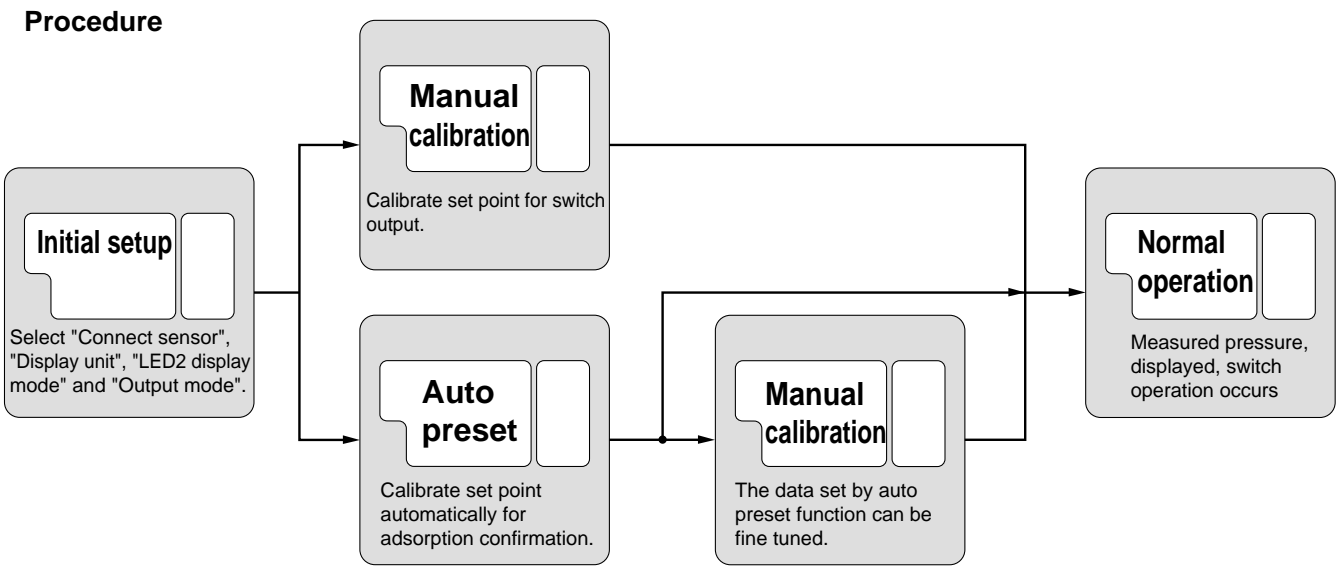 Procedure
Manual
calibration
Calibrate set point for switch
output.
Initial setup
Select "Connect sensor",
"Display unit", "LED2 display
mode" and "Output mode".
Auto
preset
Calibrate set point
automatically for
adsorption confirmation.
Manual
calibration
The data set by auto
preset function can be
fine tuned.
Normal
operation
Measured pressure,
displayed, switch
operation occurs